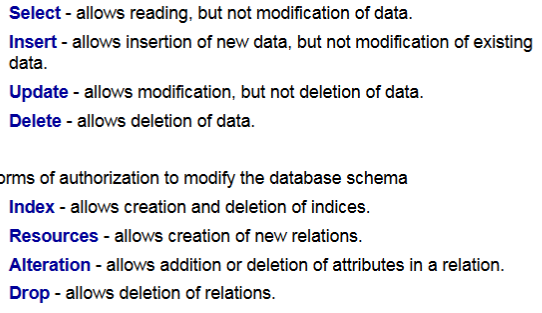 Select - allows reading, but not modification of data.
Insert - allows insertion of new data, but not modification of existing
data.
Update - allows modification, but not deletion of data.
Delete - allows deletion of data.
orms of authorization to modify the database schema
Index - allows creation and deletion of indices.
Resources - allows creation of new relations.
Alteration - allows addition or deletion of attributes in a relation.
Drop - allows deletion of relations.